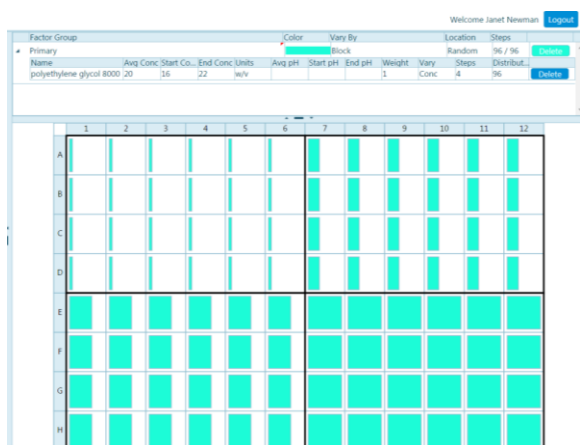 Welcome Janet Newman Logout
Factor Group Color Vary By Location Steps
Primary Block Random 96 / 96 Delete
Name Avg Conc Start Co... End Conc Units Avg pH Start pH End pH Weight Vary Steps Distribut...
polyethylene glycol 8000 20 16 22 w/v 1 Conc 4 96 Delete
1 2 3 4 5 6 7 8 9 10 11 12
A
B
C
D
E
F
G
H